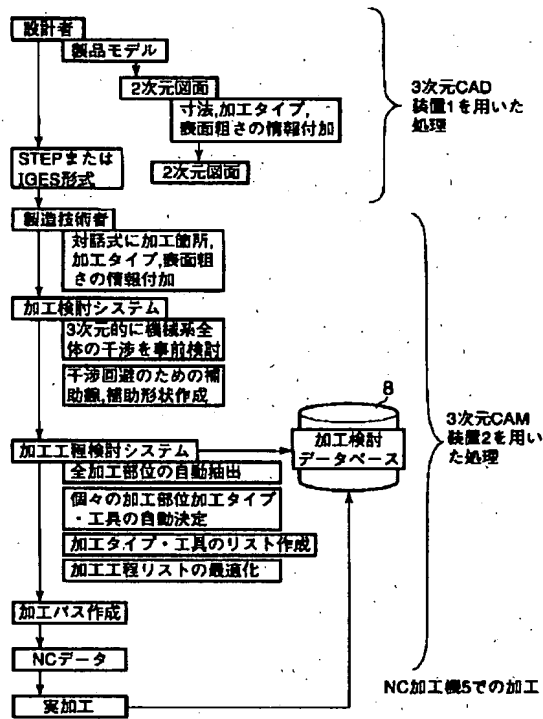 設計者
製品モデル
2次元図面
寸法,加工タイプ,
表面粗さの情報付加
2次元図面
STEPまたは
IGES形式
3次元CAD
装置1を用いた
処理
製造技術者
対話式に加工箇所,
加工タイプ,表面粗
さの情報付加
加工検討システム
3次元的に機械系全
体の干渉を事前検討
干渉回避のための補
助線,補助形状作成
加工工程検討システム
全加工部位の自動抽出
個々の加工部位加工タイプ
・工具の自動決定
加工タイプ・工具のリスト作成
加工工程リストの最適化
8
加工検討
データベース
3次元CAM
装置2を用い
た処理
加工パス作成
NCデータ
実加工
NC加工機5での加工